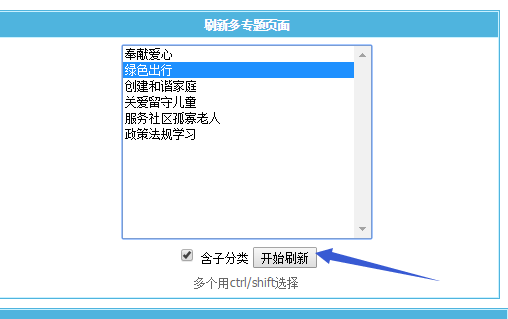 刷新多专题页面
奉献爱心
绿色出行
创建和谐家庭
关爱留守儿童
服务社区孤寡老人
政策法规学习
含子分类 开始刷新
多个用ctrl/shift选择